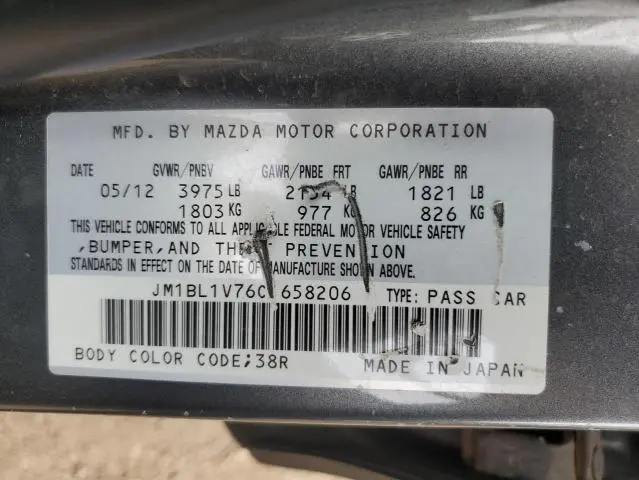 MFD. BY MAZDA MOTOR CORPORATION
DATE GVWR/PNBV GAWR/PNBE FRT GAWR/PNBE RR
05/12 3975 LB 2154 LB 1821 LB
1803 KG 977 KG 826 KG
THIS VEHICLE CONFORMS TO ALL APPLICABLE FEDERAL MOTOR VEHICLE SAFETY
,BUMPER,AND THEFT PREVENTION
STANDARDS IN EFFECT ON THE DATE OF MANUFACTURE SHOWN ABOVE.
JM1BL1V76C1658206 TYPE: PASS CAR
BODY COLOR CODE;38R MADE IN JAPAN